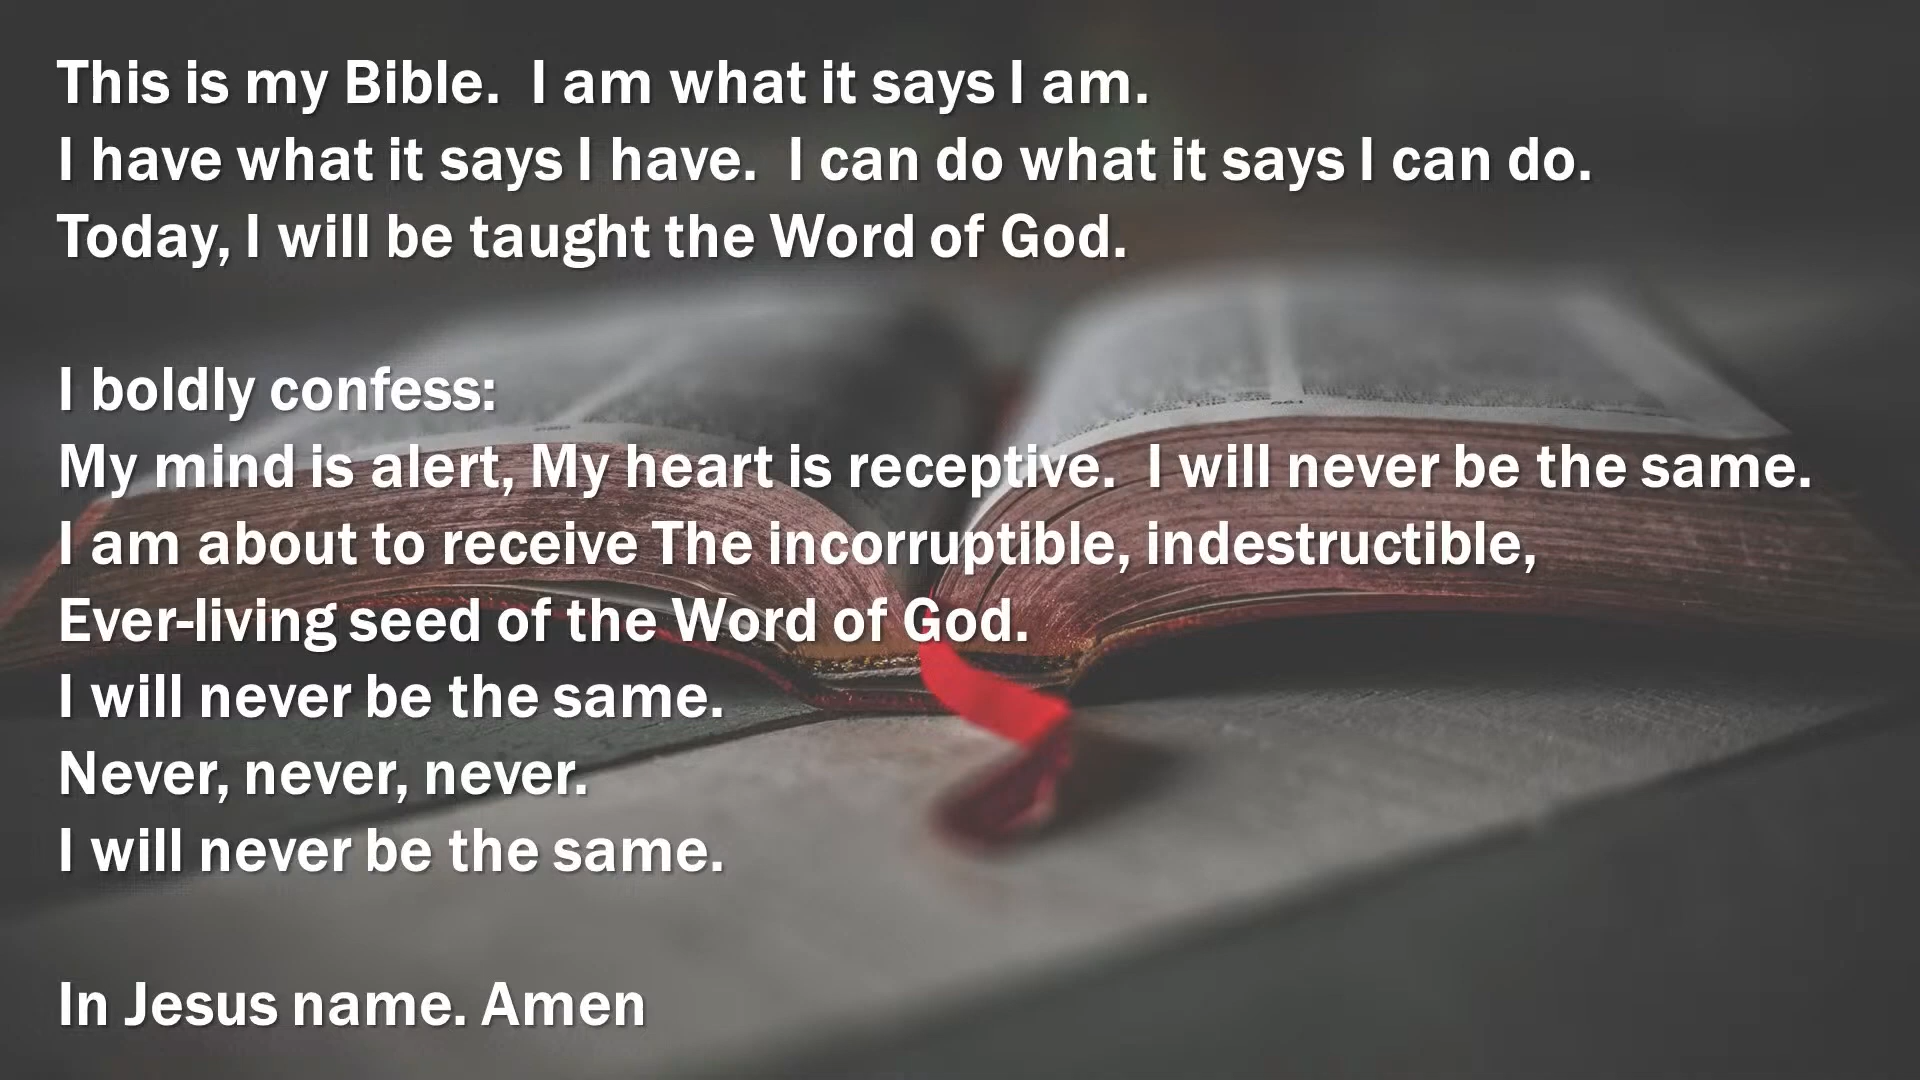 This is my Bible.  I am what it says I am.
I have what it says I have.  I can do what it says I can do.
Today, I will be taught the Word of God.
I boldly confess:
My mind is alert, My heart is receptive.  I will never be the same.
I am about to receive The incorruptible, indestructible,
Ever-living seed of the Word of God.
I will never be the same.
Never, never, never.
I will never be the same.
In Jesus name. Amen